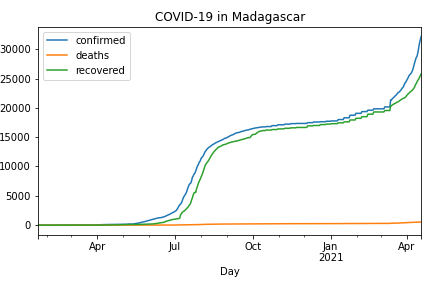 COVID-19 in Madagascar
confirmed
deaths
recovered
30000
25000
20000
15000
10000
5000
0
Apr Jul Oct Jan Apr
2021
Day